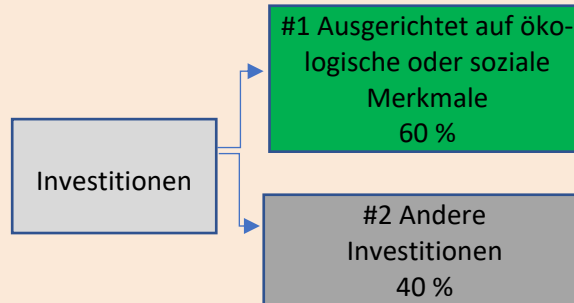 #1 Ausgerichtet auf öko-
logische oder soziale
Merkmale
60 %
Investitionen
#2 Andere
Investitionen
40 %